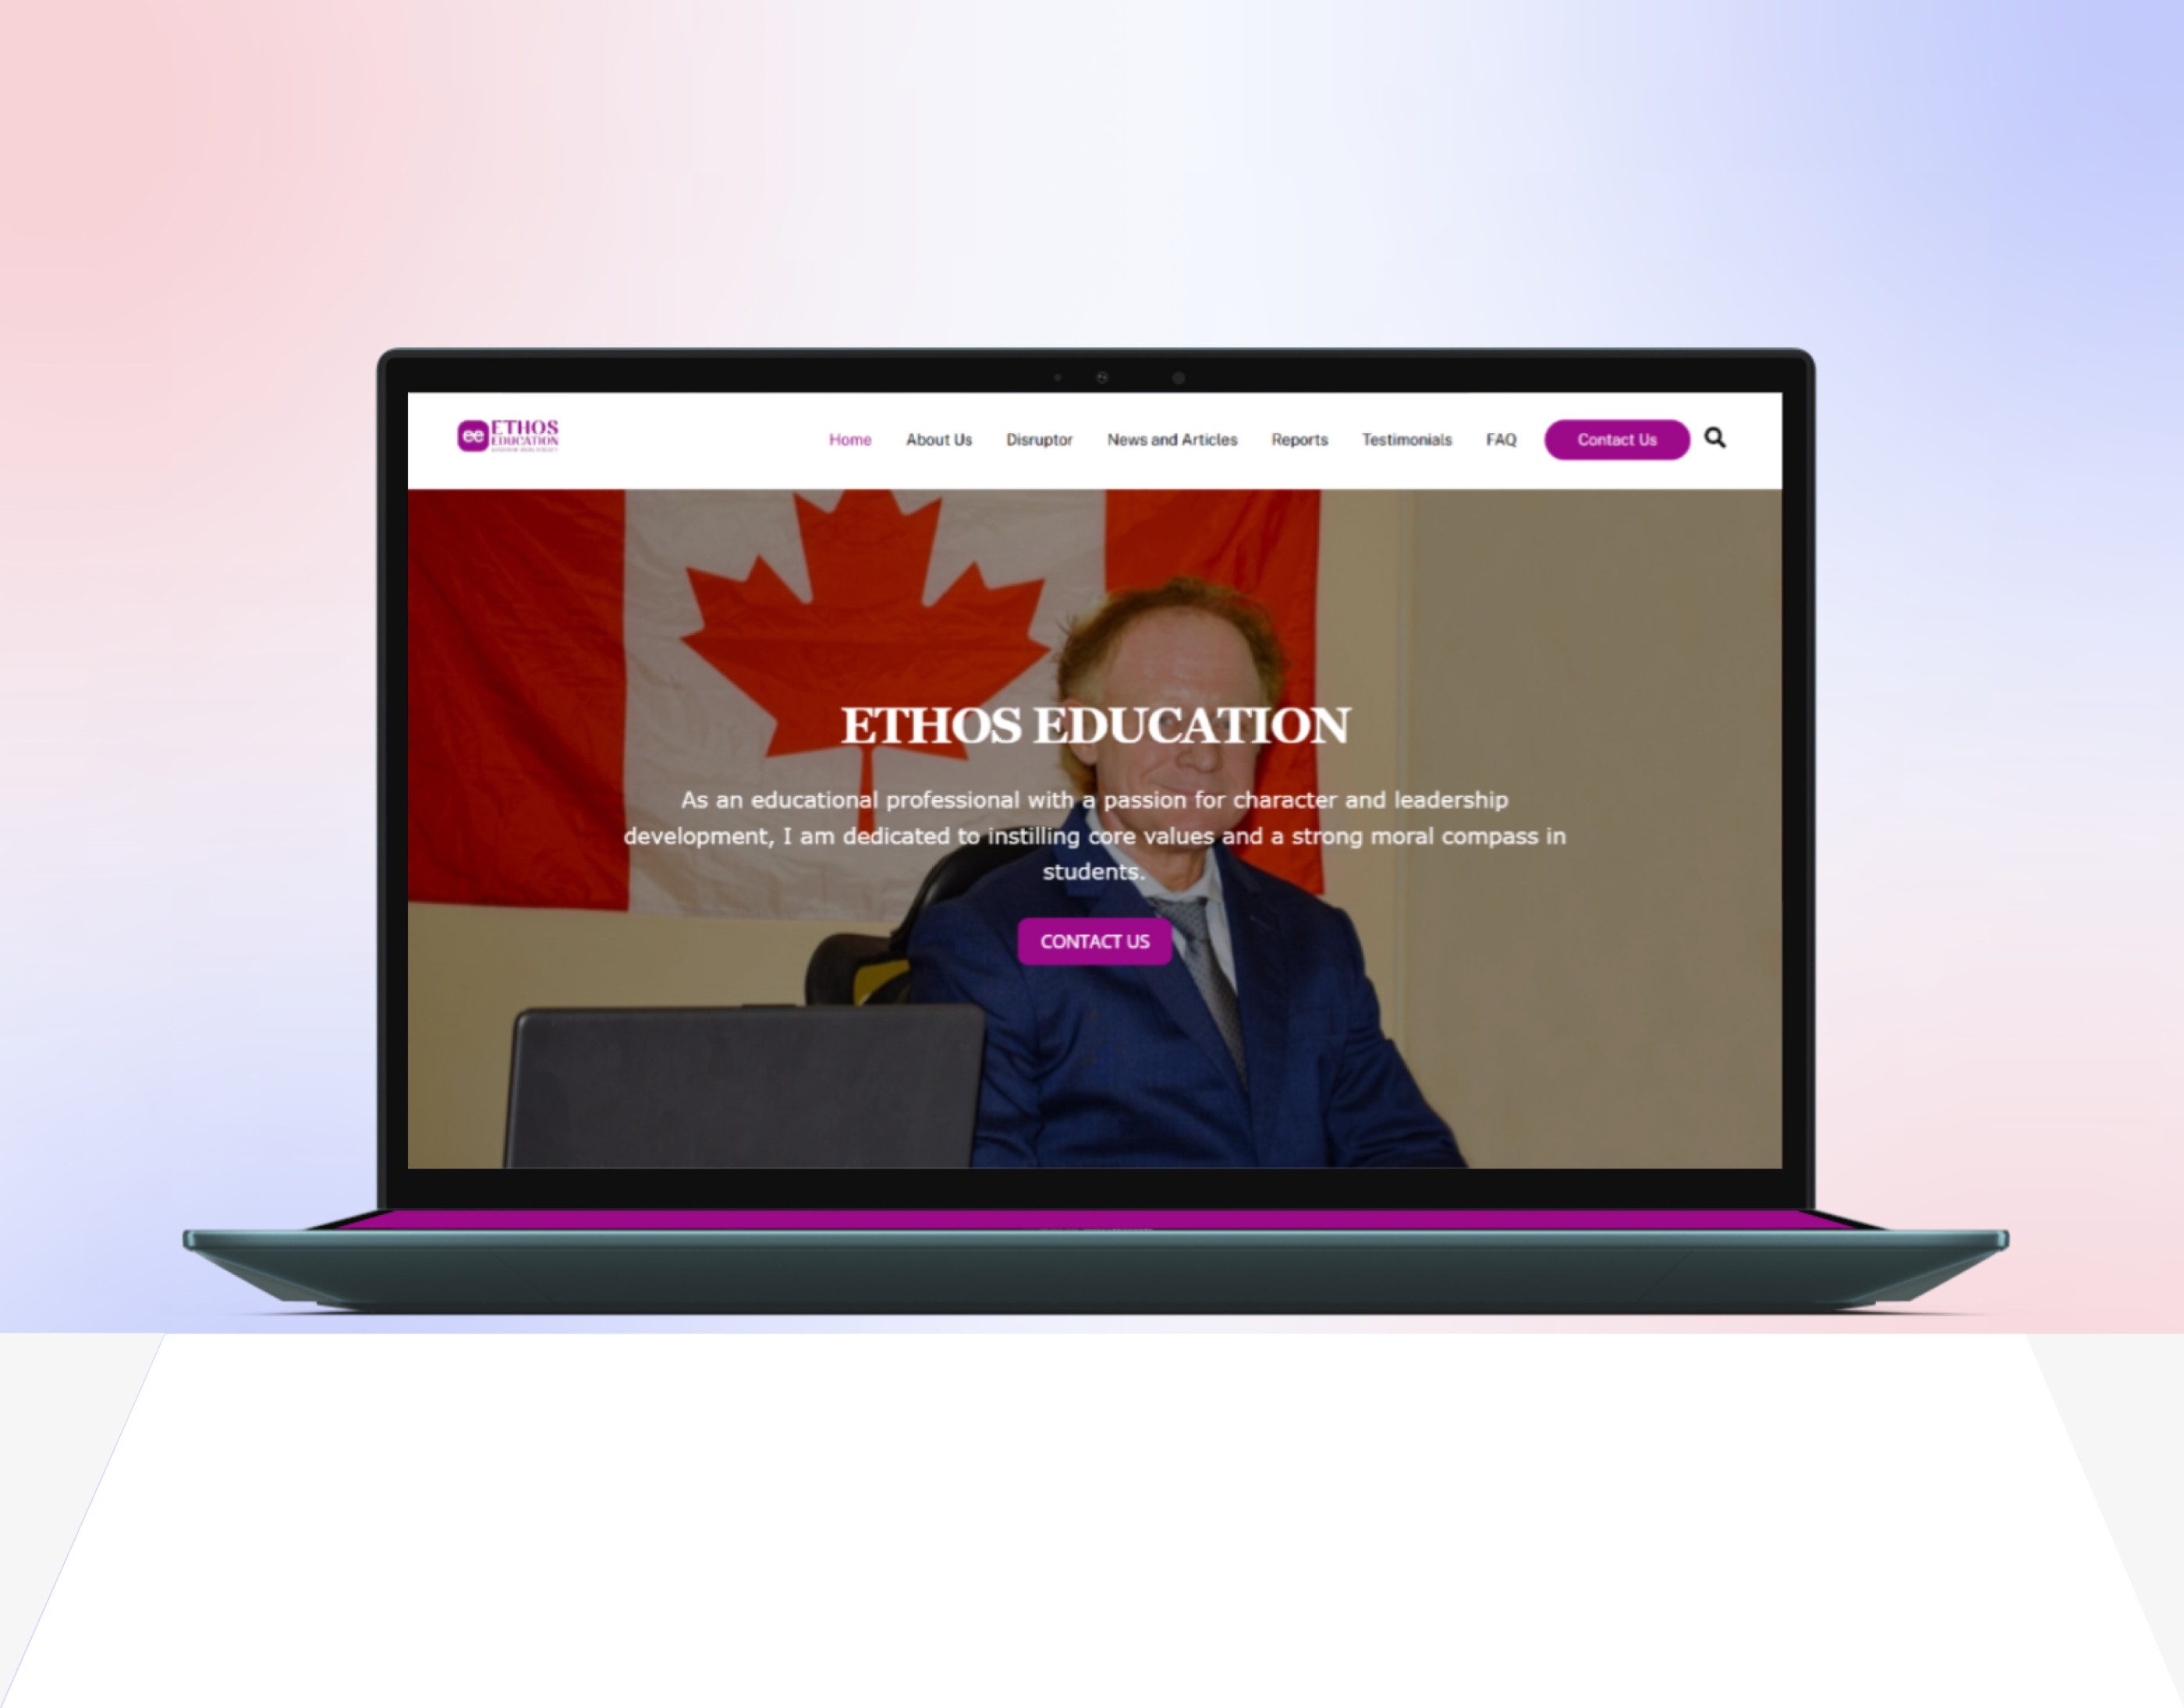 ee ETHOS
EDUCATION
Home About Us Disruptor News and Articles Reports Testimonials FAQ Contact Us
ETHOS EDUCATION
As an educational professional with a passion for character and leadership
development, I am dedicated to instilling core values and a strong moral compass in
students.
CONTACT US